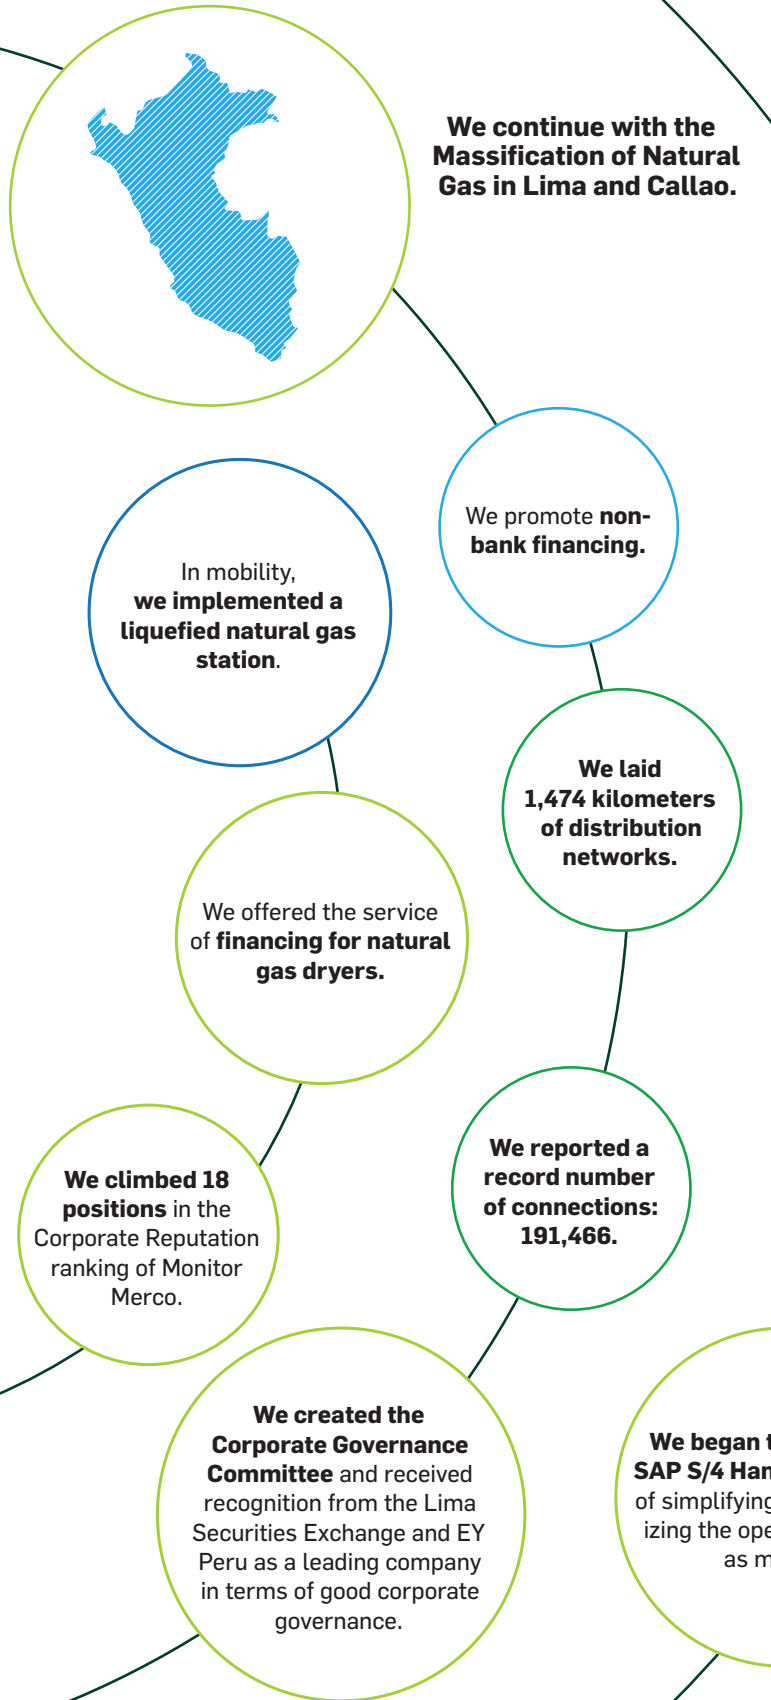 We continue with the
Massification of Natural
Gas in Lima and Callao.
We promote non-
bank financing.
In mobility,
we implemented a
liquefied natural gas
station.
We laid
1,474 kilometers
of distribution
networks.
We offered the service
of financing for natural
gas dryers.
We reported a
record number
of connections:
191,466.
We climbed 18
positions in the
Corporate Reputation
ranking of Monitor
Merco.
We created the
Corporate Governance
Committee and received
recognition from the Lima
Securities Exchange and EY
Peru as a leading company
in terms of good corporate
governance.
We began
SAP S/4
of simplifying
izing the
as